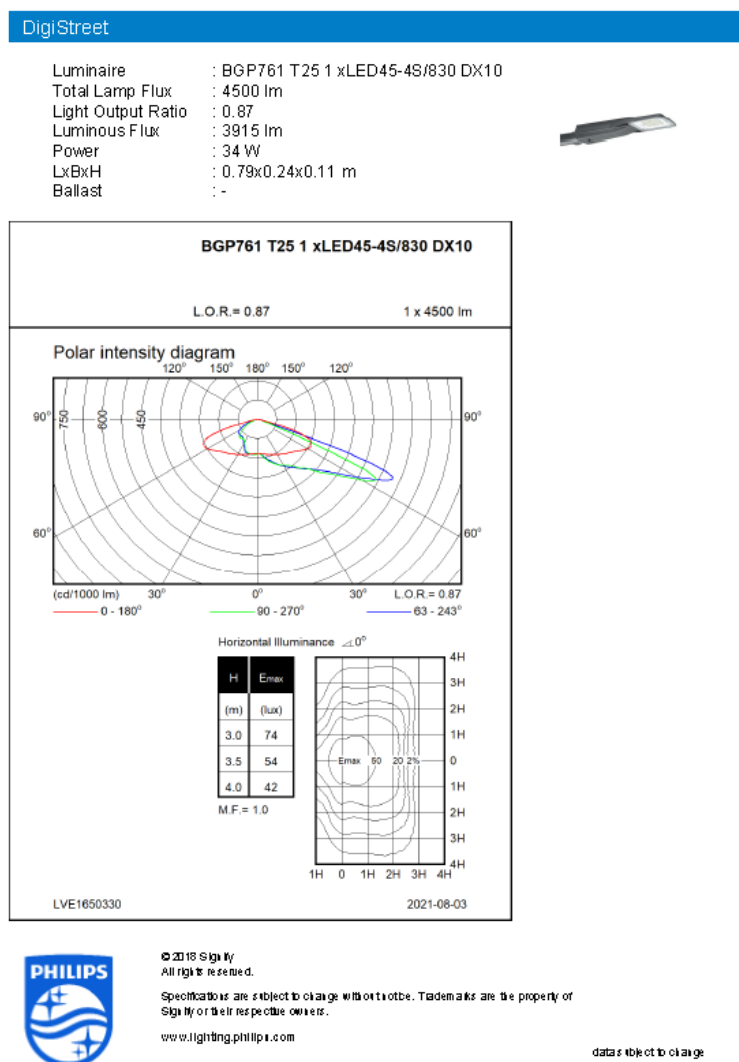 DigiStreet
Luminaire : BGP761 T25 1 xLED45-4S/830 DX10
Total Lamp Flux : 4500 lm
Light Output Ratio : 0.87
Luminous Flux : 3915 lm
Power : 34 W
LxBxH : 0.79x0.24x0.11 m
Ballast : -
BGP761 T25 1 xLED45-4S/830 DX10
L.O.R.= 0.87 1 x 4500 lm
Polar intensity diagram
120° 150° 180° 150° 120°
90° 750 600 450 90°
60° 60°
(cd/1000 lm) 30° 0° 30° L.O.R.= 0.87
0 - 180° 90 - 270° 63 - 243°
Horizontal Illuminance ∠0°
H Emax
(m) (lux)
3.0 74
3.5 54
4.0 42
M.F.= 1.0
4H
3H
2H
1H
Emax 50 20 2% 0
1H
2H
3H
4H
1H 0 1H 2H 3H 4H
LVE1650330 2021-08-03
PHILIPS
©2018 Signify
All rights reserved.
Specifications are subject to change without notice. Trademarks are the property of
Signify or their respective owners.
www.lighting.philips.com
data subject to change